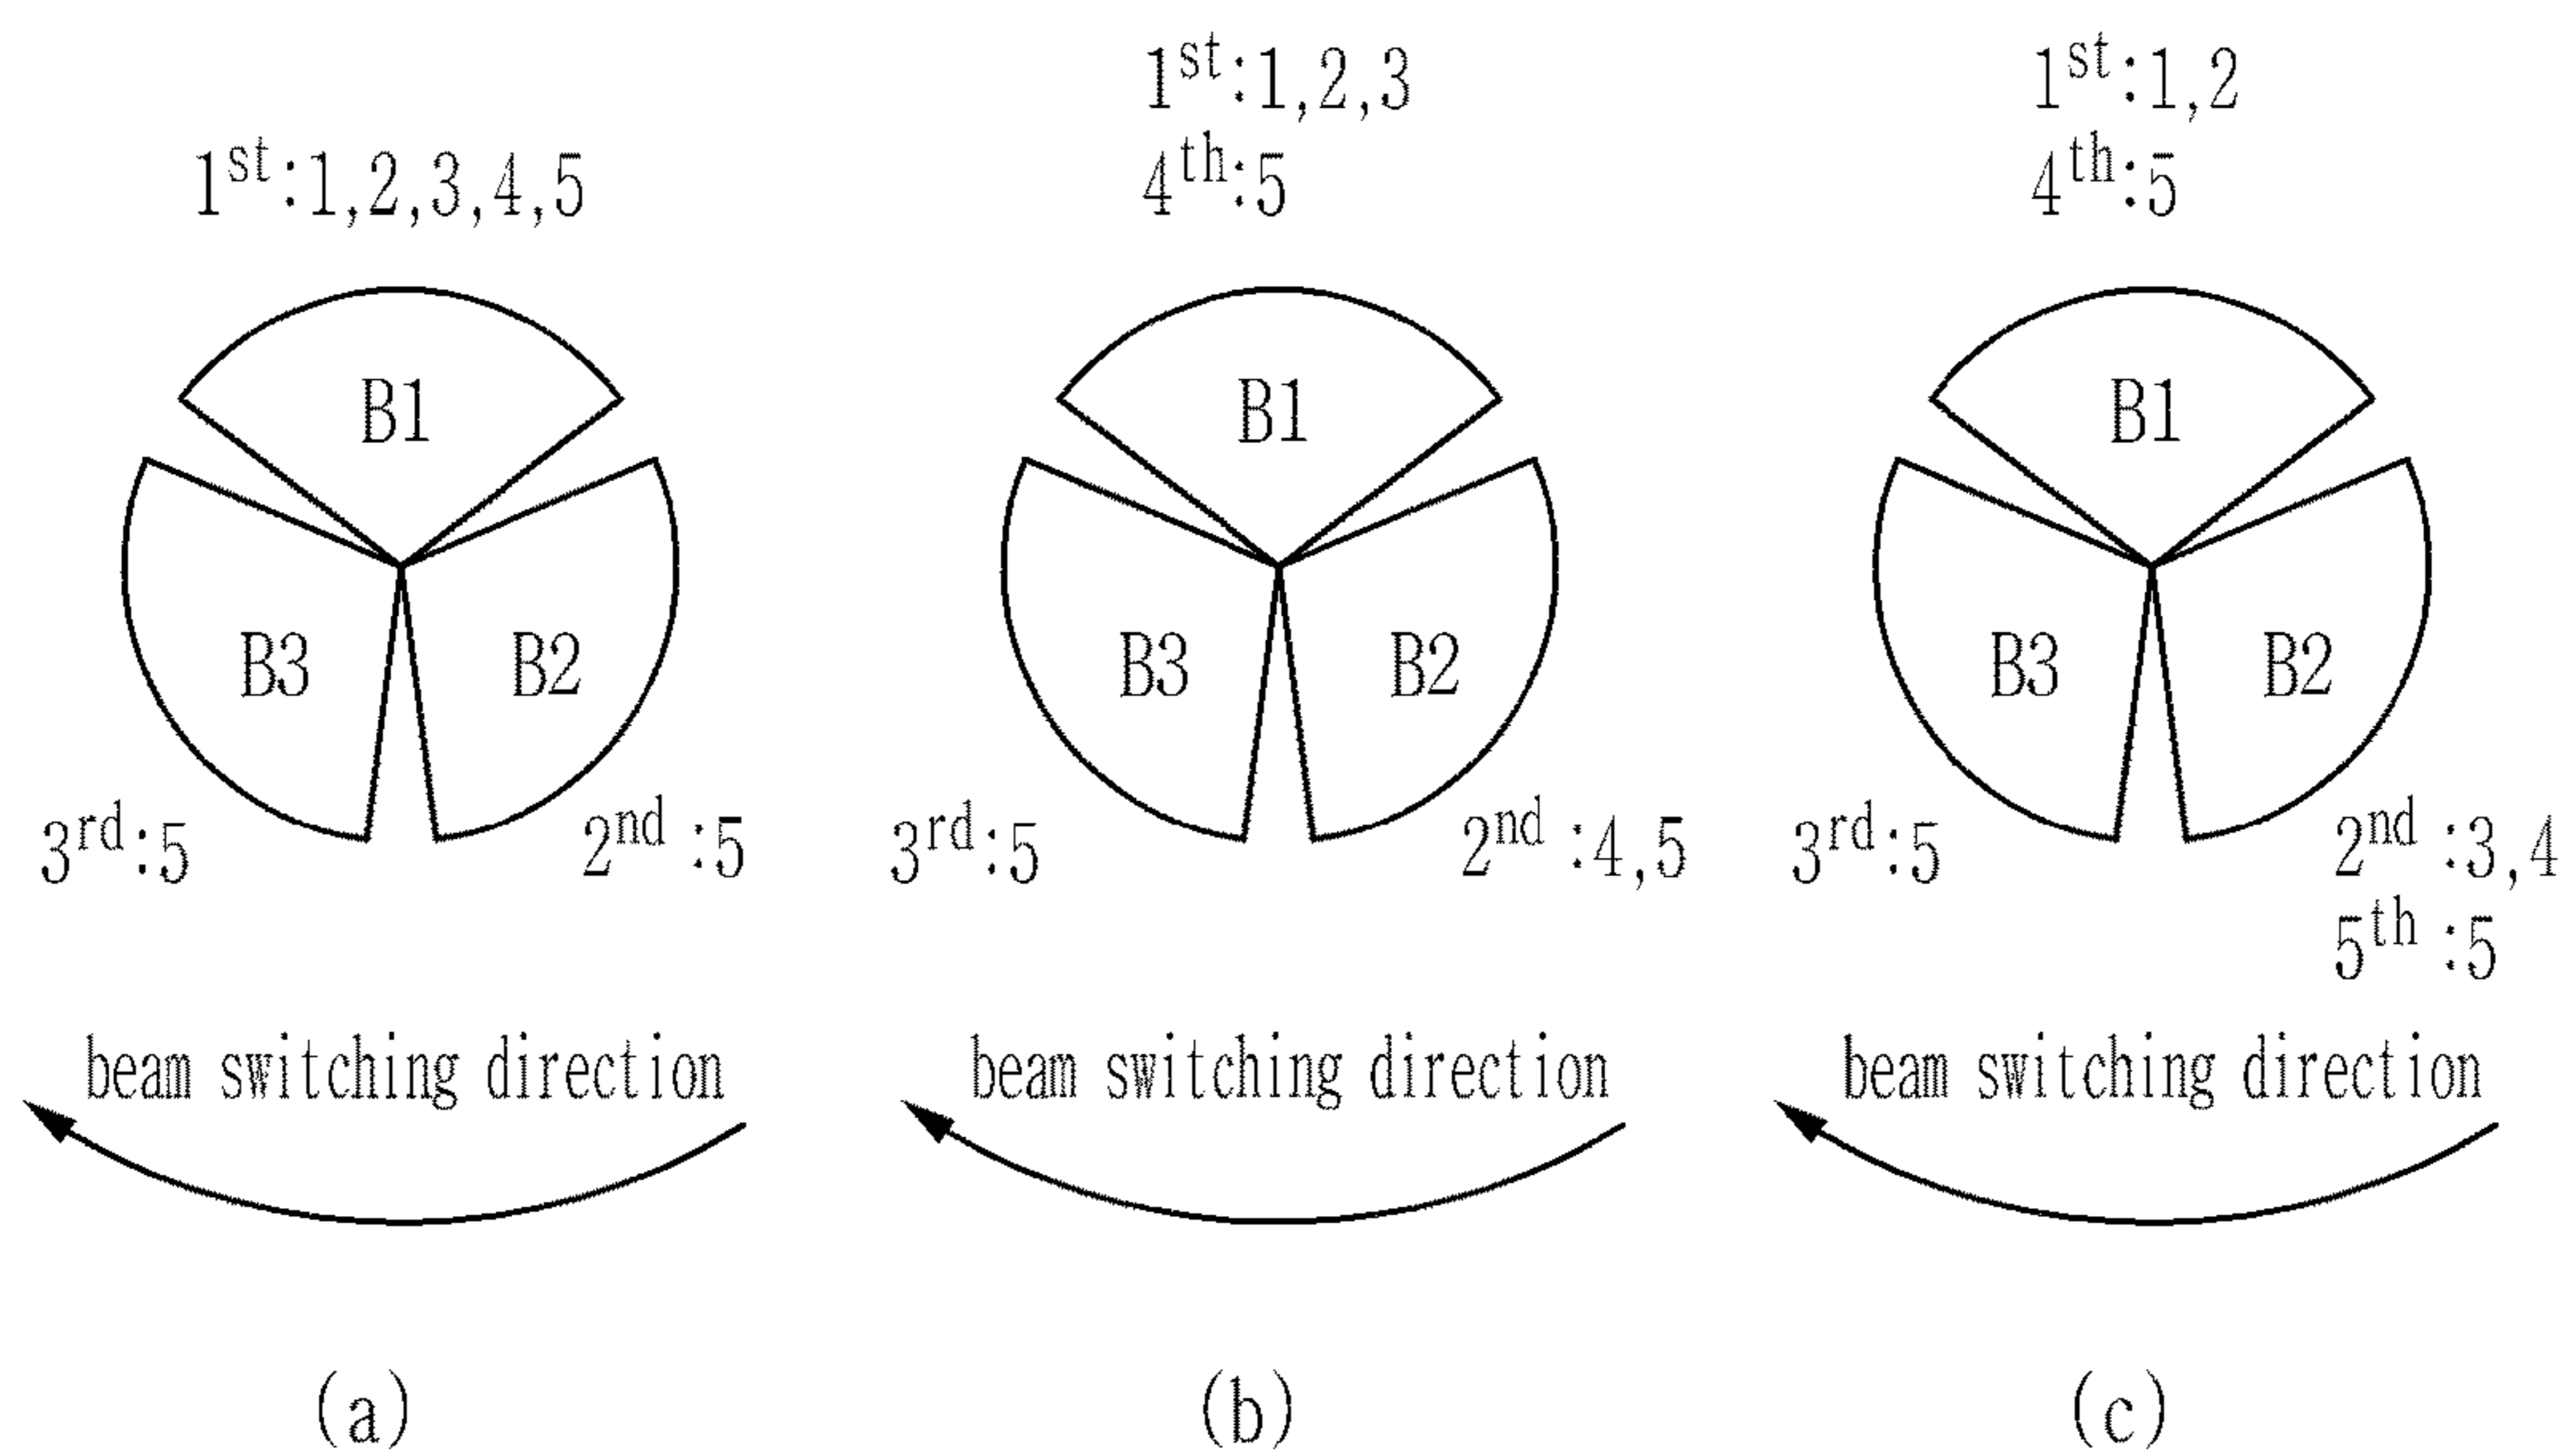 1st:1,2,3,4,5
B1
B3
B2
3rd:5
2nd :5
beam switching direction
(a)
1st:1,2,3
4th:5
B1
B3
B2
3rd:5
2nd :4,5
beam switching direction
(b)
1st:1,2
4th:5
B1
B3
B2
3rd:5
2nd :3,4
5th :5
beam switching direction
(c)